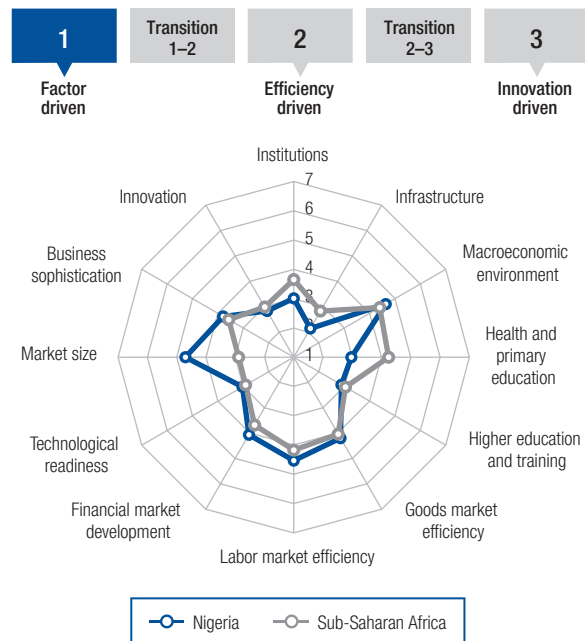 1
Transition
1–2
2
Transition
2–3
3
Factor
driven
Efficiency
driven
Innovation
driven
Institutions
7
Innovation
Infrastructure
6
5
Business
sophistication
Macroeconomic
environment
4
3
2
Market size
1
Health and
primary
education
Technological
readiness
Higher education
and training
Financial market
development
Goods market
efficiency
Labor market efficiency
Nigeria
Sub-Saharan Africa